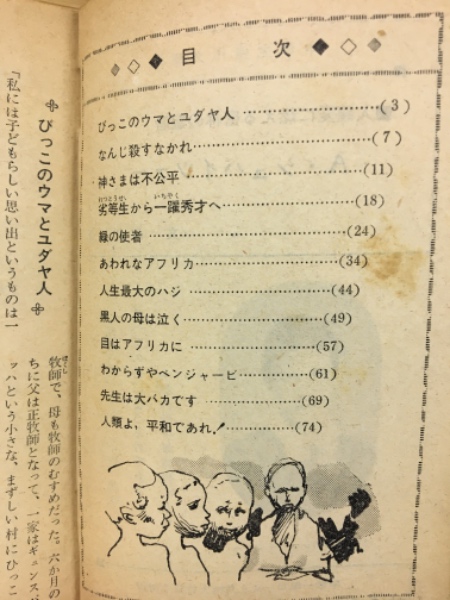 目 次
びっこのウマとユダヤ人…………………(3)
なんじ殺すなかれ…………………(7)
神さまは不公平…………………(11)
劣等生から一躍秀才へ…………………(18)
緑の使者…………………(24)
あわれなアフリカ…………………(34)
人生最大のハジ…………………(44)
黒人の母は泣く…………………(49)
目はアフリカに…………………(57)
わからずやベンジャービ…………………(61)
先生は大バカです…………………(69)
人類よ,平和であれ!…………………(74)
びっこのウマとユダヤ人
『私には子どもらしい思い出というものは一
牧師で、母も牧師のむすめだった。六か月の
ちに父は正牧師となって、一家はギュンス
ッハという小さな、まずしい村にひっこ